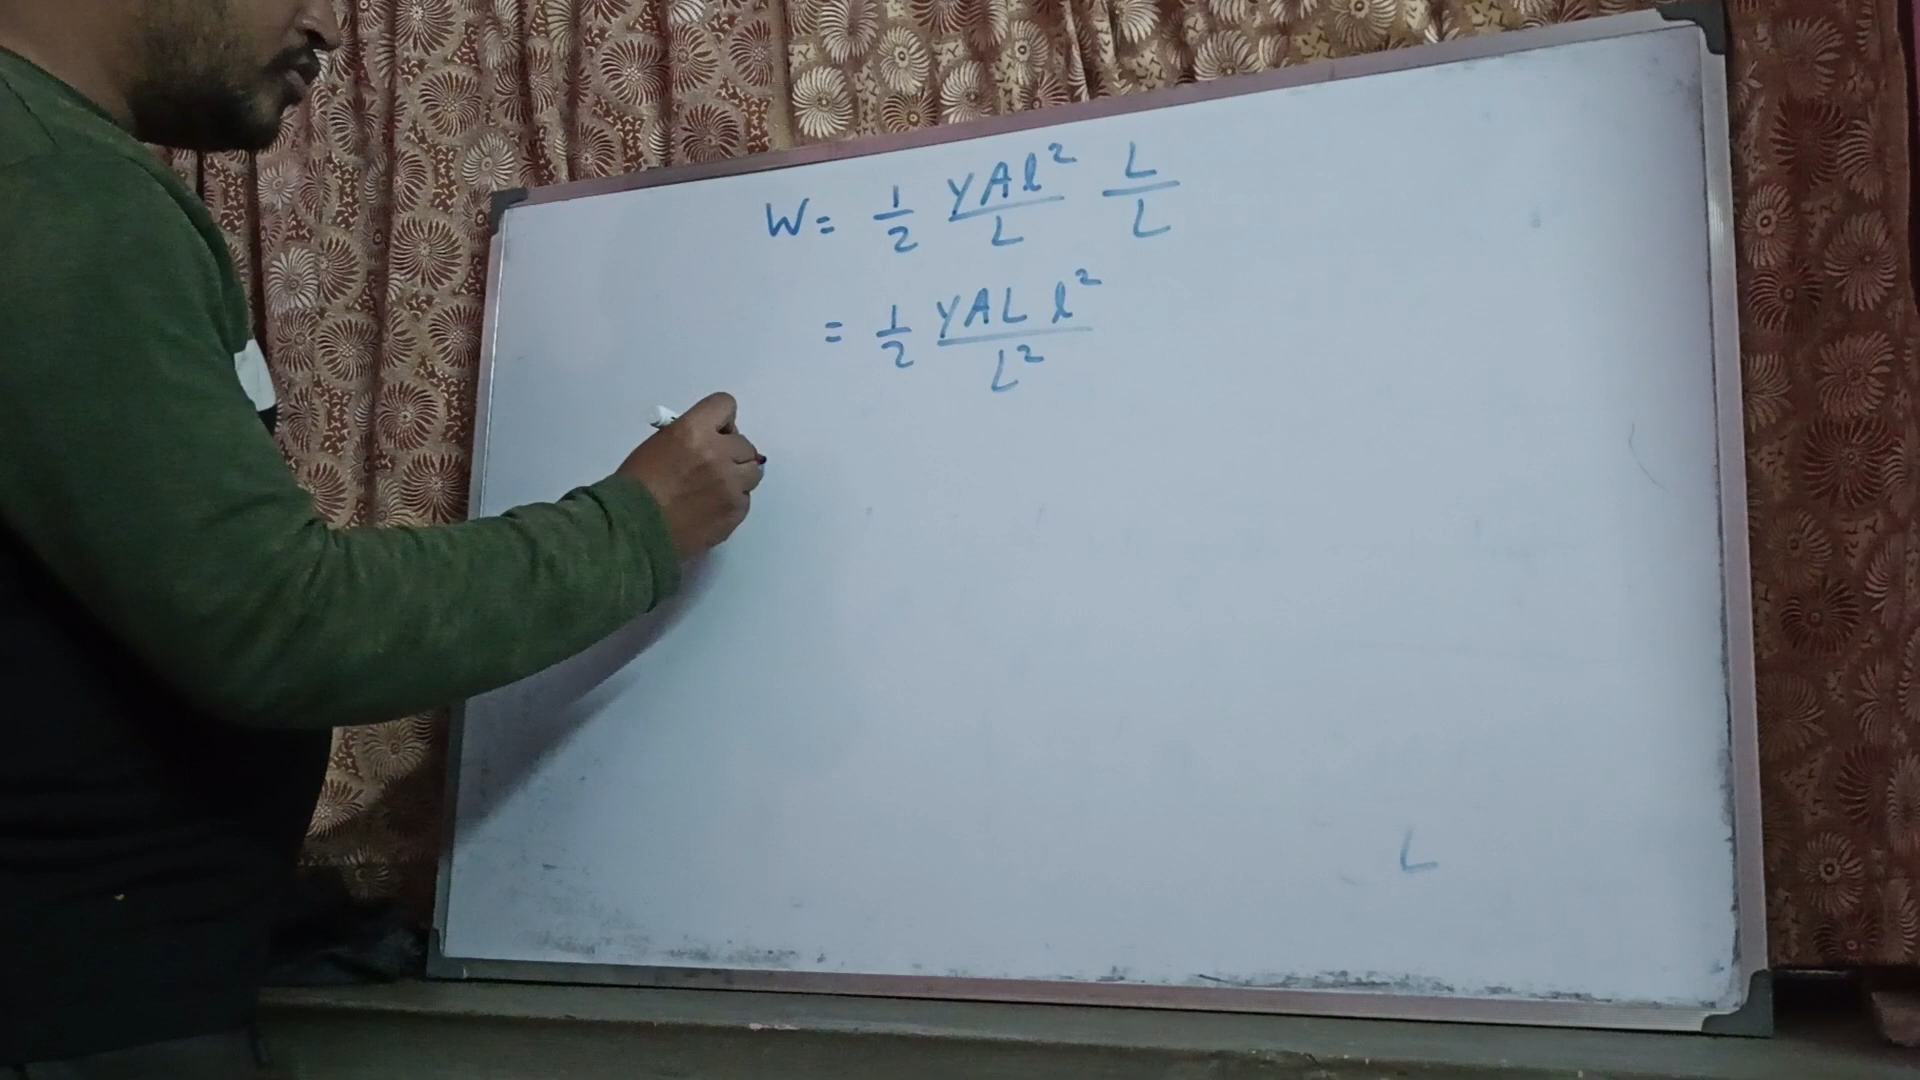 W = 1/2 YAl²/L L/L
= 1/2 YAL l²/L²
L